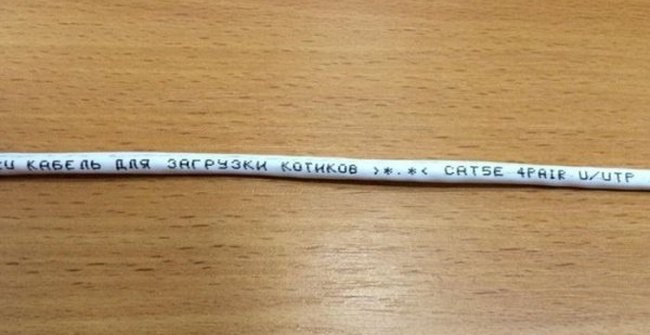 КАБЕЛЬ ДЛЯ ЗАГРУЗКИ КОТИКОВ >*.*< CAT5E 4PAIR U/UTP